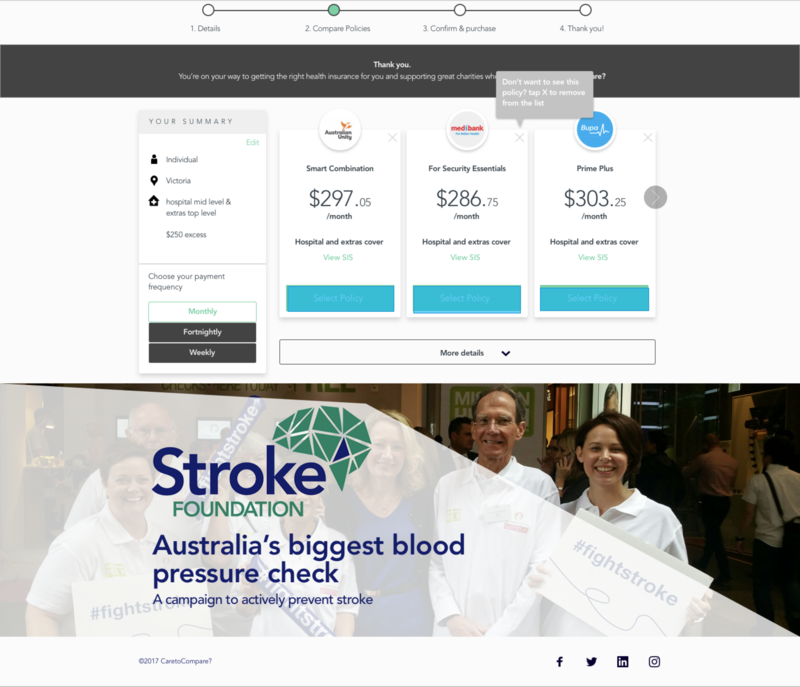 1. Details
2. Compare Policies
3. Confirm & purchase
4. Thank you!
Thank you.
You're on your way to getting the right health insurance for you and supporting great charities
are?
Don't want to see this
policy? tap X to remove
from the list
YOUR SUMMARY
Edit
Individual
Victoria
hospital mid level &
extras top level
$250 excess
Choose your payment
frequency
Monthly
Fortnightly
Weekly
Australian
Unity
Smart Combination
$297.05
/month
Hospital and extras cover
View SIS
Select Policy
medibank
For Better Health
For Security Essentials
$286.75
/month
Hospital and extras cover
View SIS
Select Policy
Bupa
Prime Plus
$303.25
/month
Hospital and extras cover
View SIS
Select Policy
More details
Stroke
FOUNDATION
Australia's biggest blood
pressure check
A campaign to actively prevent stroke
#fightstroke
#fightstroke
fightstroke
©2017 CaretoCompare?